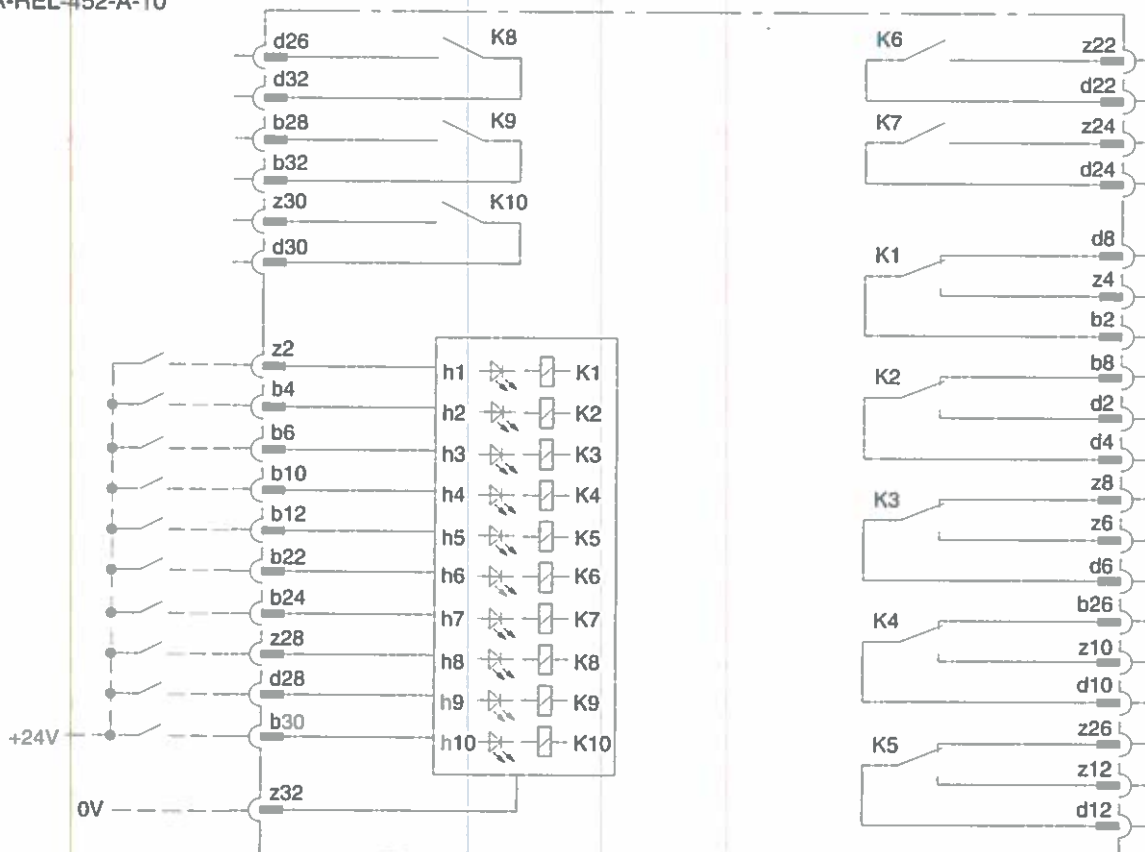 A-REL-452-A-10
d26 K8
d32
b28 K9
b32
z30 K10
d30
K6 z22
d22
K7 z24
d24
K1 d8
z4
b2
K2 b8
d2
d4
K3 z8
z6
d6
K4 b26
z10
d10
K5 z26
z12
d12
z2 h1 K1
b4 h2 K2
b6 h3 K3
b10 h4 K4
b12 h5 K5
b22 h6 K6
b24 h7 K7
z28 h8 K8
d28 h9 K9
+24V b30 h10 K10
0V z32